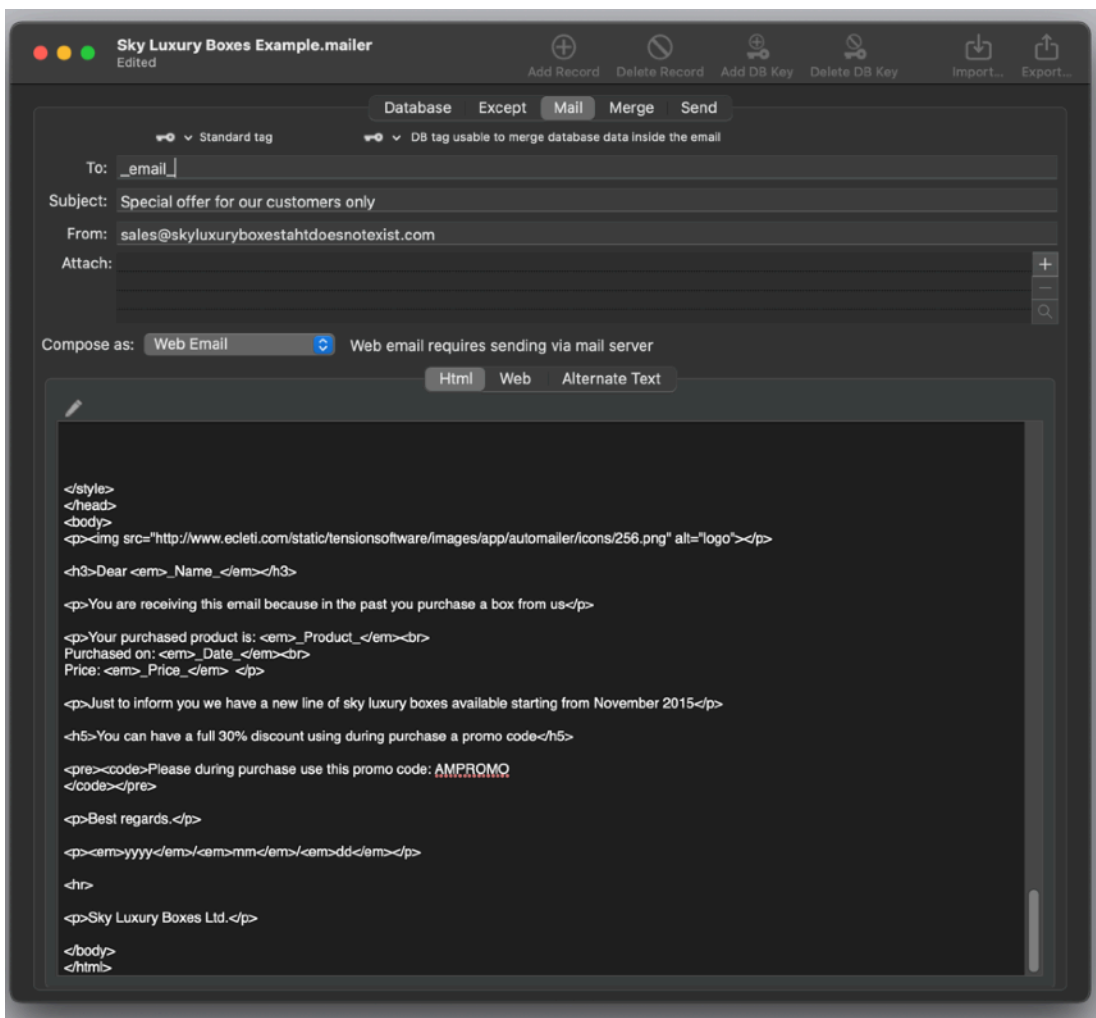 Sky Luxury Boxes Example.mailer
Edited
Add Record Delete Record Add DB Key Delete DB Key Import... Export...
Database Except Mail Merge Send
Standard tag DB tag usable to merge database data inside the email
To: _email_
Subject: Special offer for our customers only
From: sales@skyluxuryboxestahtdoesnotexist.com
Attach:
Compose as: Web Email Web email requires sending via mail server
Html Web Alternate Text
</style>
</head>
<body>
<p><img src="http://www.ecleti.com/static/tensionsoftware/images/app/automailer/icons/256.png" alt="logo"></p>
<h3>Dear <em>_Name_</em></h3>
<p>You are receiving this email because in the past you purchase a box from us</p>
<p>Your purchased product is: <em>_Product_</em><br>
Purchased on: <em>_Date_</em><br>
Price: <em>_Price_</em> </p>
<p>Just to inform you we have a new line of sky luxury boxes available starting from November 2015</p>
<h5>You can have a full 30% discount using during purchase a promo code</h5>
<pre><code>Please during purchase use this promo code: AMPROMO
</code></pre>
<p>Best regards.</p>
<p><em>yyyy</em>/<em>mm</em>/<em>dd</em></p>
<hr>
<p>Sky Luxury Boxes Ltd.</p>
</body>
</html>